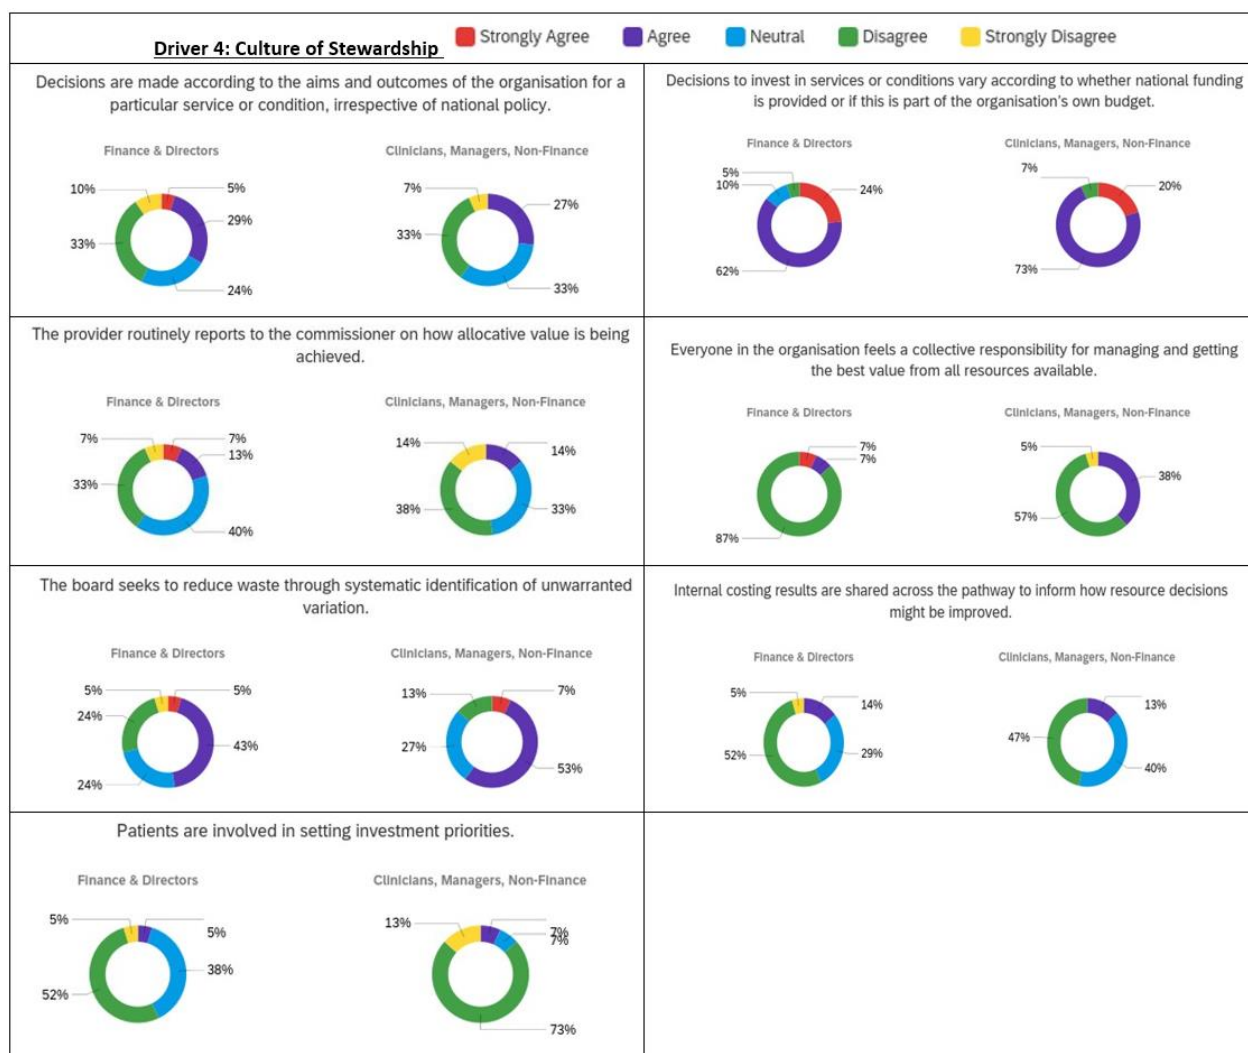 Driver 4: Culture of Stewardship
Strongly Agree
Agree
Neutral
Disagree
Strongly Disagree
Decisions are made according to the aims and outcomes of the organisation for a
particular service or condition, irrespective of national policy.
Finance & Directors
10%
5%
29%
33%
24%
Clinicians, Managers, Non-Finance
7%
27%
33%
33%
Decisions to invest in services or conditions vary according to whether national funding
is provided or if this is part of the organisation's own budget.
Finance & Directors
5%
10%
24%
62%
Clinicians, Managers, Non-Finance
7%
20%
73%
The provider routinely reports to the commissioner on how allocative value is being
achieved.
Finance & Directors
7%
7%
13%
33%
40%
Clinicians, Managers, Non-Finance
14%
14%
38%
33%
Everyone in the organisation feels a collective responsibility for managing and getting
the best value from all resources available.
Finance & Directors
7%
7%
87%
Clinicians, Managers, Non-Finance
5%
38%
57%
The board seeks to reduce waste through systematic identification of unwarranted
variation.
Finance & Directors
5%
5%
24%
43%
24%
Clinicians, Managers, Non-Finance
13%
7%
27%
53%
Internal costing results are shared across the pathway to inform how resource decisions
might be improved.
Finance & Directors
5%
14%
52%
29%
Clinicians, Managers, Non-Finance
13%
47%
40%
Patients are involved in setting investment priorities.
Finance & Directors
5%
5%
38%
52%
Clinicians, Managers, Non-Finance
13%
7%
7%
73%